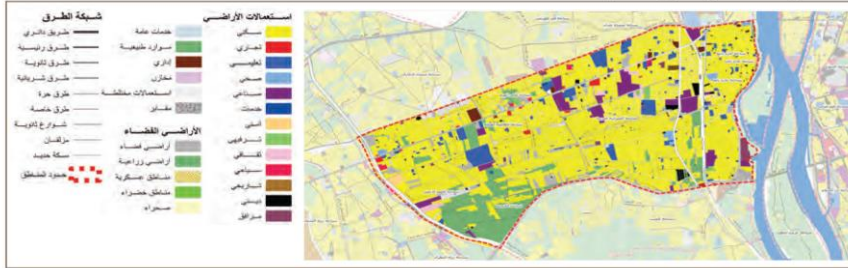 استعمالات الأراضي
سكني
تجاري
تعليمي
صحي
صناعي
خدمات
أمني
ترفيهي
ثقافي
سياحي
تاريخي
ديني
مرافق
خدمات عامة
موارد طبيعية
إداري
مخازن
استعمالات مختلطة
مقابر
الأراضي الفضاء
أراضي فضاء
أراضي زراعية
مناطق عسكرية
مناطق خضراء
صحراء
شبكة الطرق
طريق دائري
طرق رئيسية
طرق ثانوية
طرق شريانية
طرق حرة
طرق خاصة
شوارع ثانوية
مزلقان
سكة حديد
حدود المناطق